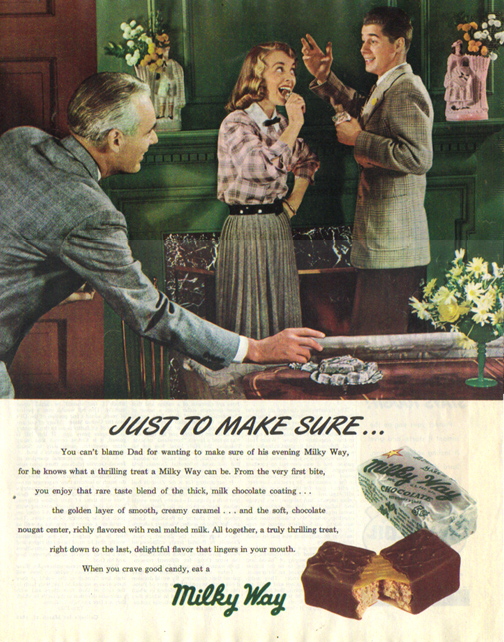 JUST TO MAKE SURE...
You can't blame Dad for wanting to make sure of his evening Milky Way,
for he knows what a thrilling treat a Milky Way can be. From the very first bite,
you enjoy that rare taste blend of the thick, milk chocolate coating . . .
the golden layer of smooth, creamy caramel . . . and the soft, chocolate
nougat center, richly flavored with real malted milk. All together, a truly thrilling treat,
right down to the last, delightful flavor that lingers in your mouth.
When you crave good candy, eat a
Milky Way
Milky Way
CHOCOLATE